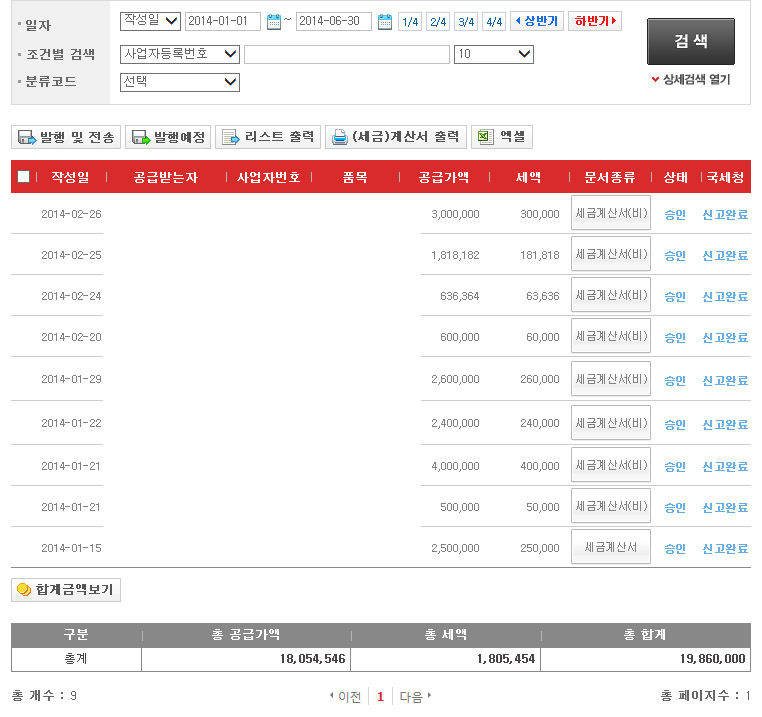 일자 작성일 2014-01-01 ~ 2014-06-30 1/4 2/4 3/4 4/4 상반기 하반기
조건별 검색 사업자등록번호 10 검 색
분류코드 선택 상세검색 열기
발행 및 전송 발행예정 리스트 출력 (세금)계산서 출력 엑셀
작성일 공급받는자 사업자번호 품목 공급가액 세액 문서종류 상태 국세청
2014-02-26 3,000,000 300,000 세금계산서(비) 승인 신고완료
2014-02-25 1,818,182 181,818 세금계산서(비) 승인 신고완료
2014-02-24 636,364 63,636 세금계산서(비) 승인 신고완료
2014-02-20 600,000 60,000 세금계산서(비) 승인 신고완료
2014-01-29 2,600,000 260,000 세금계산서(비) 승인 신고완료
2014-01-22 2,400,000 240,000 세금계산서(비) 승인 신고완료
2014-01-21 4,000,000 400,000 세금계산서(비) 승인 신고완료
2014-01-21 500,000 50,000 세금계산서(비) 승인 신고완료
2014-01-15 2,500,000 250,000 세금계산서 승인 신고완료
합계금액보기
구분 총 공급가액 총 세액 총 합계
총계 18,054,546 1,805,454 19,860,000
총 개수 : 9 이전 1 다음 총 페이지수 : 1